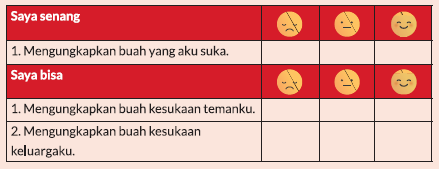 Saya senang
1. Mengungkapkan buah yang aku suka.
Saya bisa
1. Mengungkapkan buah kesukaan temanku.
2. Mengungkapkan buah kesukaan
keluargaku.